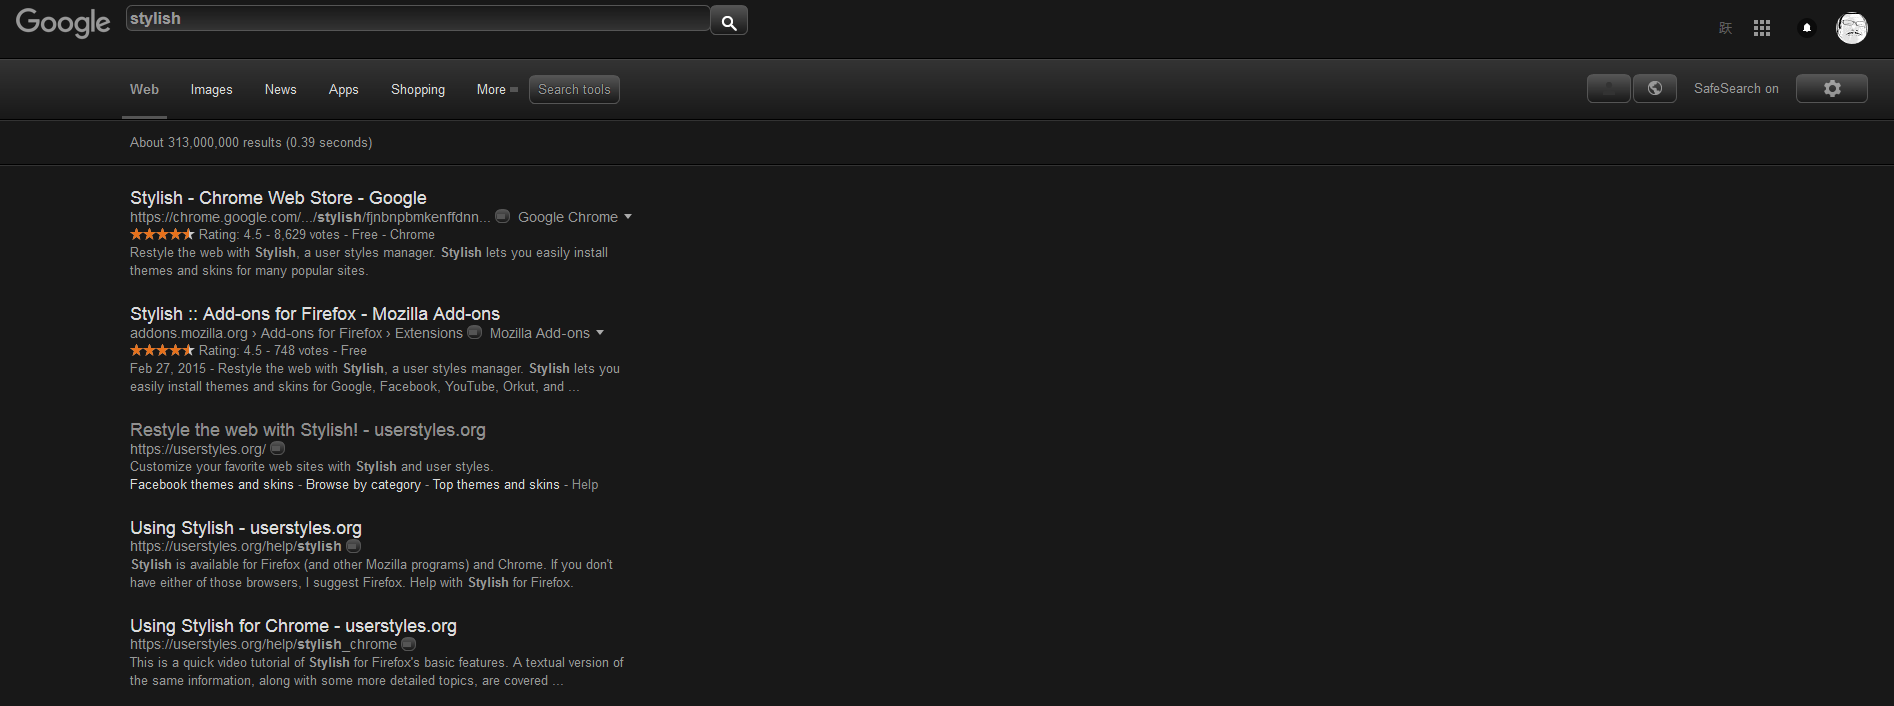 Google
stylish
跃
Web Images News Apps Shopping More Search tools
SafeSearch on
About 313,000,000 results (0.39 seconds)
Stylish - Chrome Web Store - Google
https://chrome.google.com/.../stylish/fjnbnpbmkenffdnn... Google Chrome
Rating: 4.5 - 8,629 votes - Free - Chrome
Restyle the web with Stylish, a user styles manager. Stylish lets you easily install
themes and skins for many popular sites.
Stylish :: Add-ons for Firefox - Mozilla Add-ons
addons.mozilla.org › Add-ons for Firefox › Extensions Mozilla Add-ons
Rating: 4.5 - 748 votes - Free
Feb 27, 2015 - Restyle the web with Stylish, a user styles manager. Stylish lets you
easily install themes and skins for Google, Facebook, YouTube, Orkut, and ...
Restyle the web with Stylish! - userstyles.org
https://userstyles.org/
Customize your favorite web sites with Stylish and user styles.
Facebook themes and skins - Browse by category - Top themes and skins - Help
Using Stylish - userstyles.org
https://userstyles.org/help/stylish
Stylish is available for Firefox (and other Mozilla programs) and Chrome. If you don't
have either of those browsers, I suggest Firefox. Help with Stylish for Firefox.
Using Stylish for Chrome - userstyles.org
https://userstyles.org/help/stylish_chrome
This is a quick video tutorial of Stylish for Firefox's basic features. A textual version of
the same information, along with some more detailed topics, are covered ...